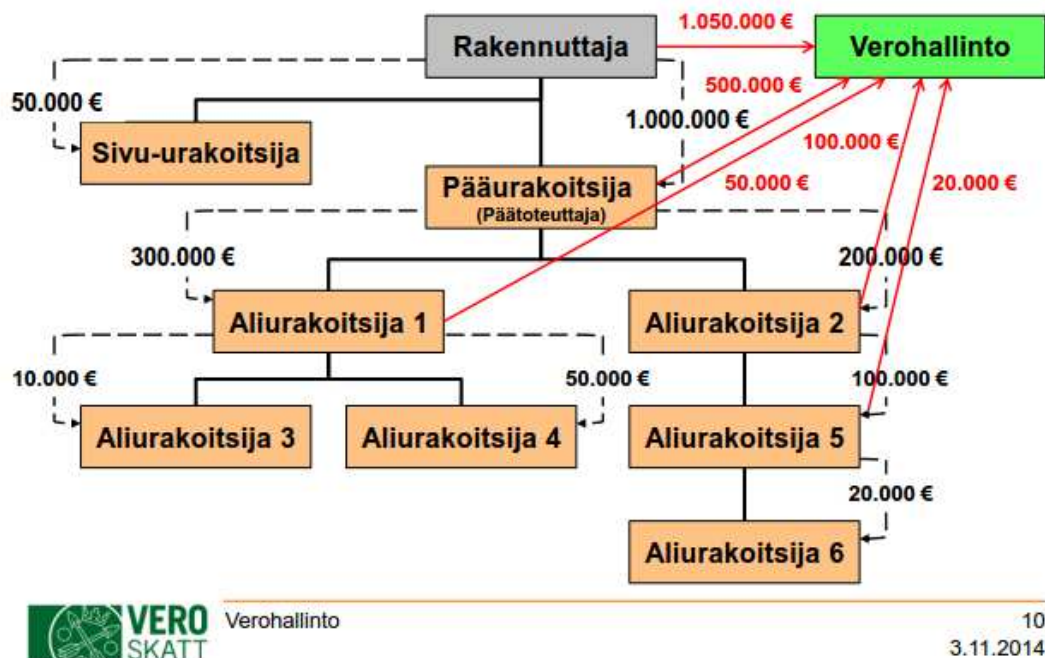 1.050.000 €
Rakennuttaja
Verohallinto
50.000 €
500.000 €
1.000.000 €
Sivu-urakoitsija
100.000 €
Pääurakoitsija
(Päätoteuttaja)
50.000 €
20.000 €
300.000 €
200.000 €
Aliurakoitsija 1
Aliurakoitsija 2
10.000 €
50.000 €
100.000 €
Aliurakoitsija 3
Aliurakoitsija 4
Aliurakoitsija 5
20.000 €
Aliurakoitsija 6
VERO
SKATT
Verohallinto
10
3.11.2014